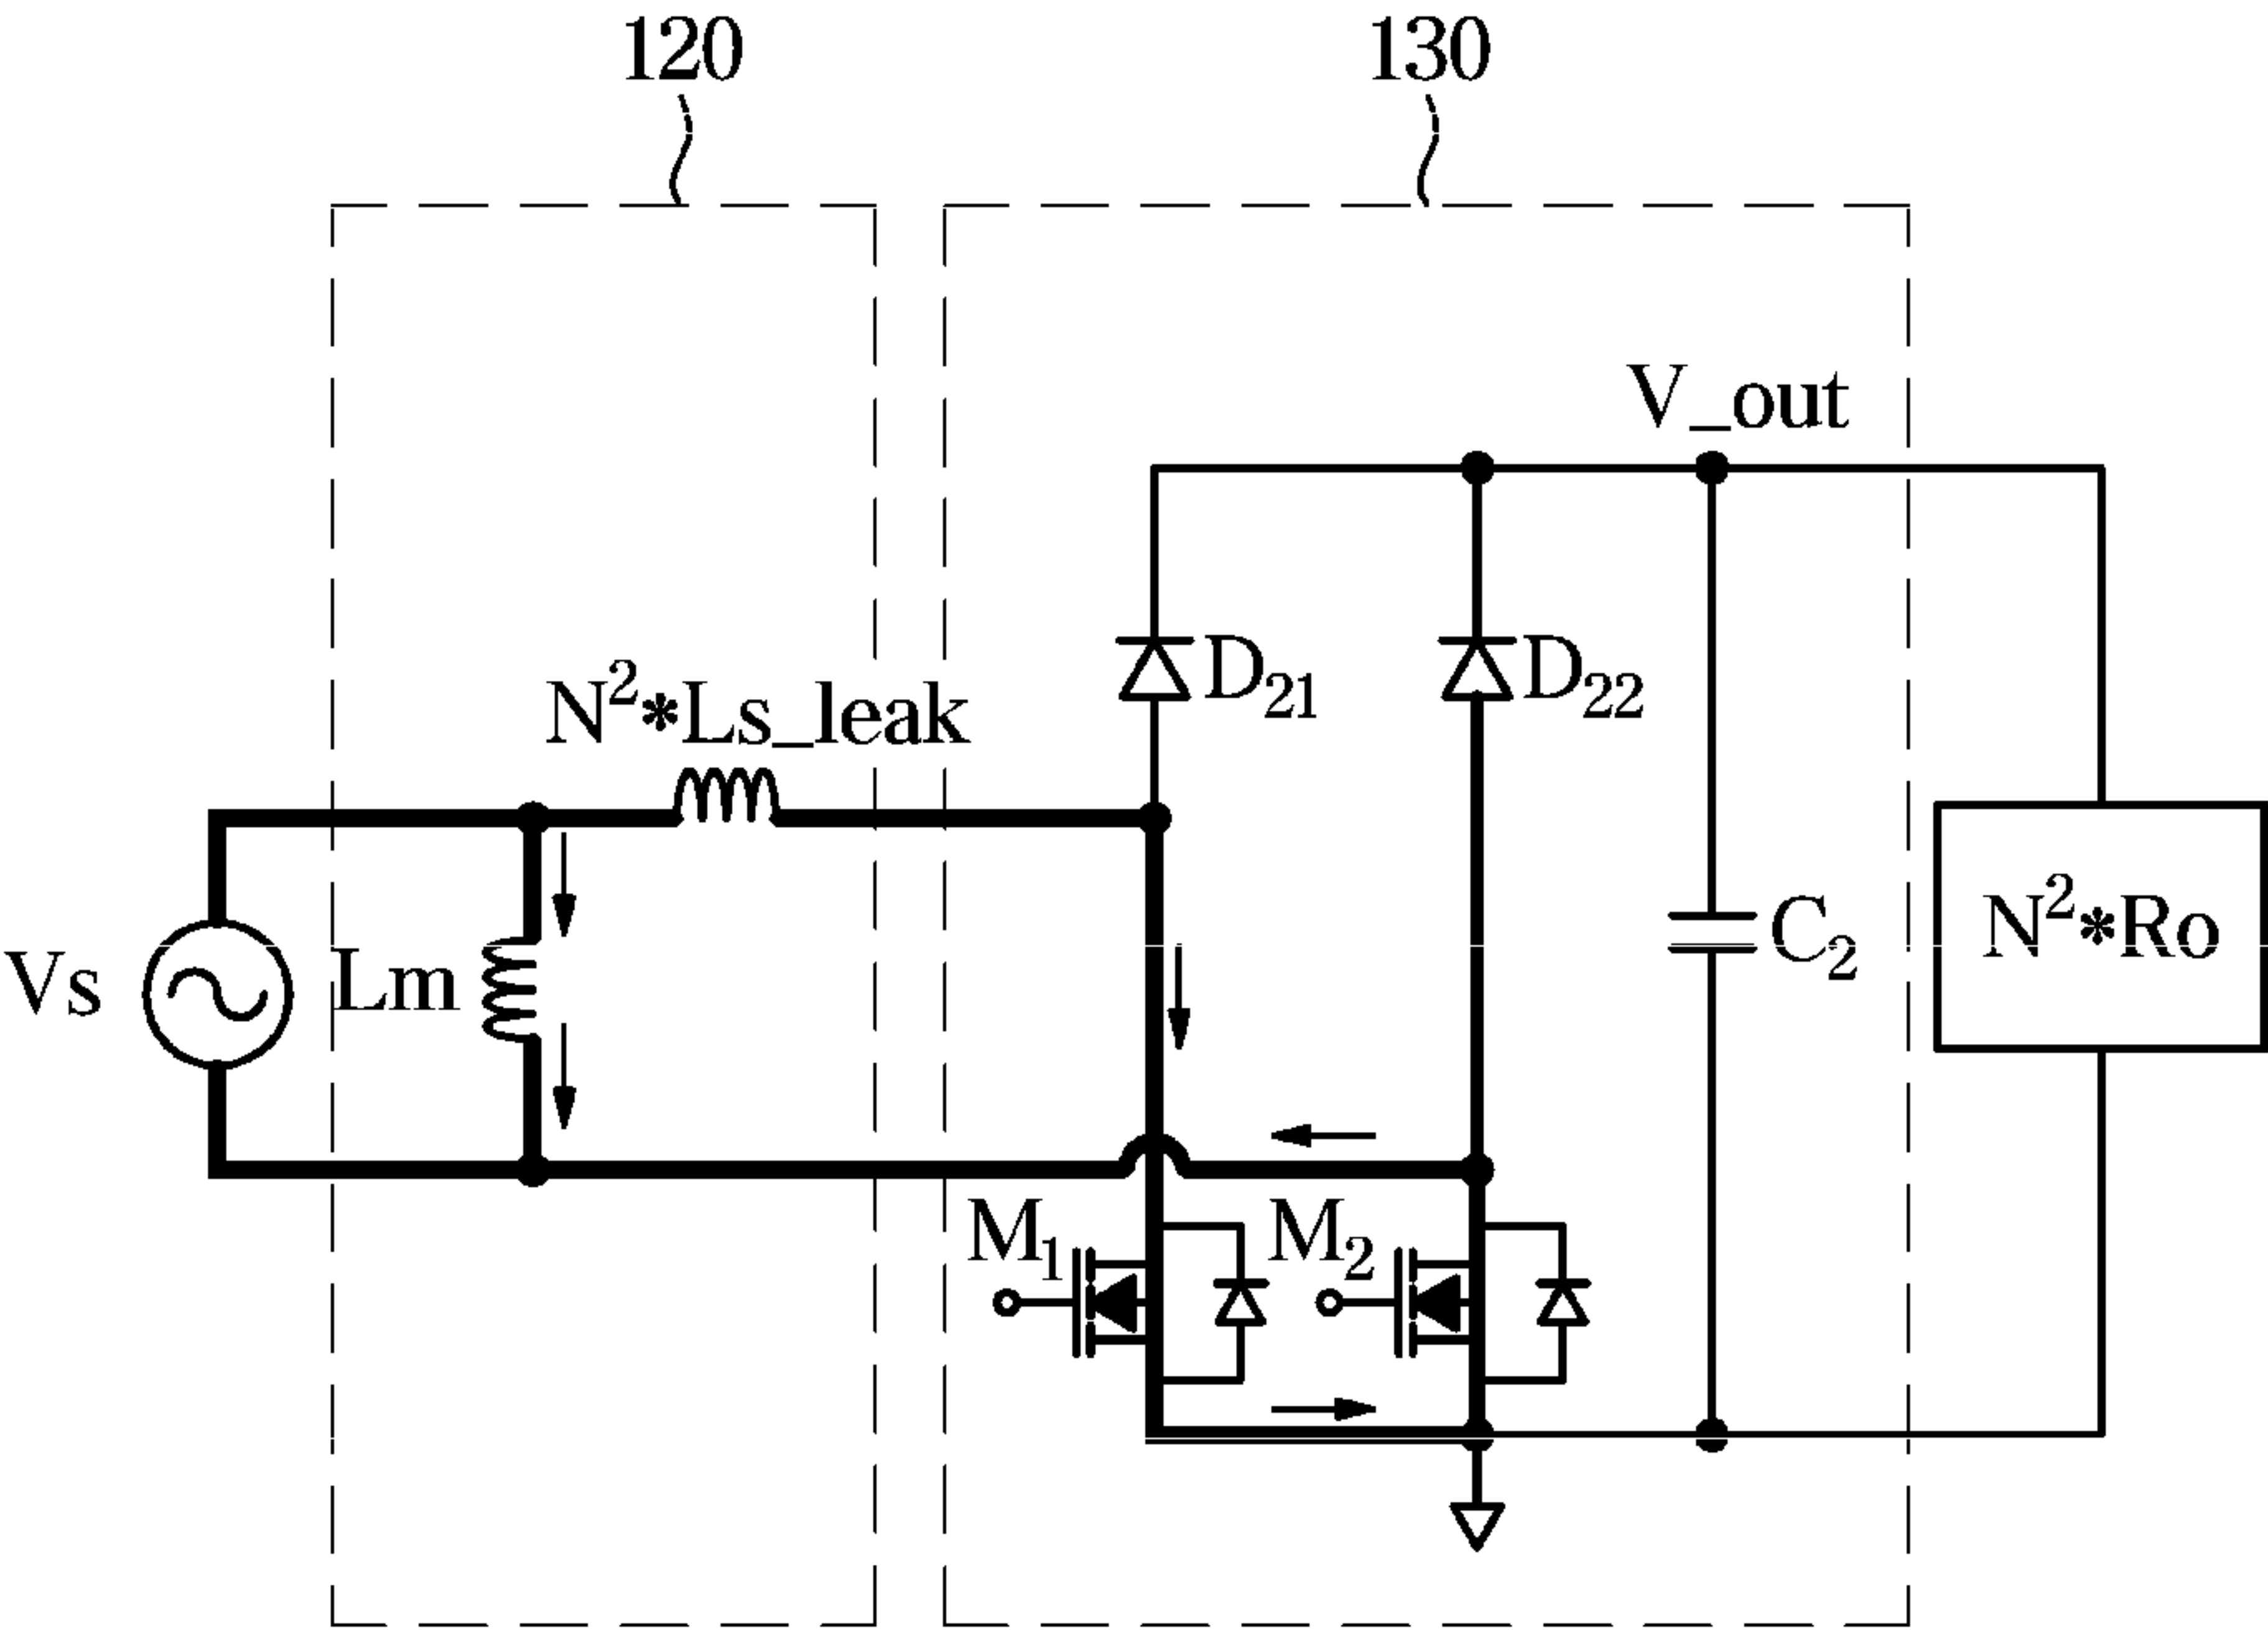 120
130
V_out
D21
D22
N²*Ls_leak
Vs
Lm
C2
N²*Ro
M1
M2